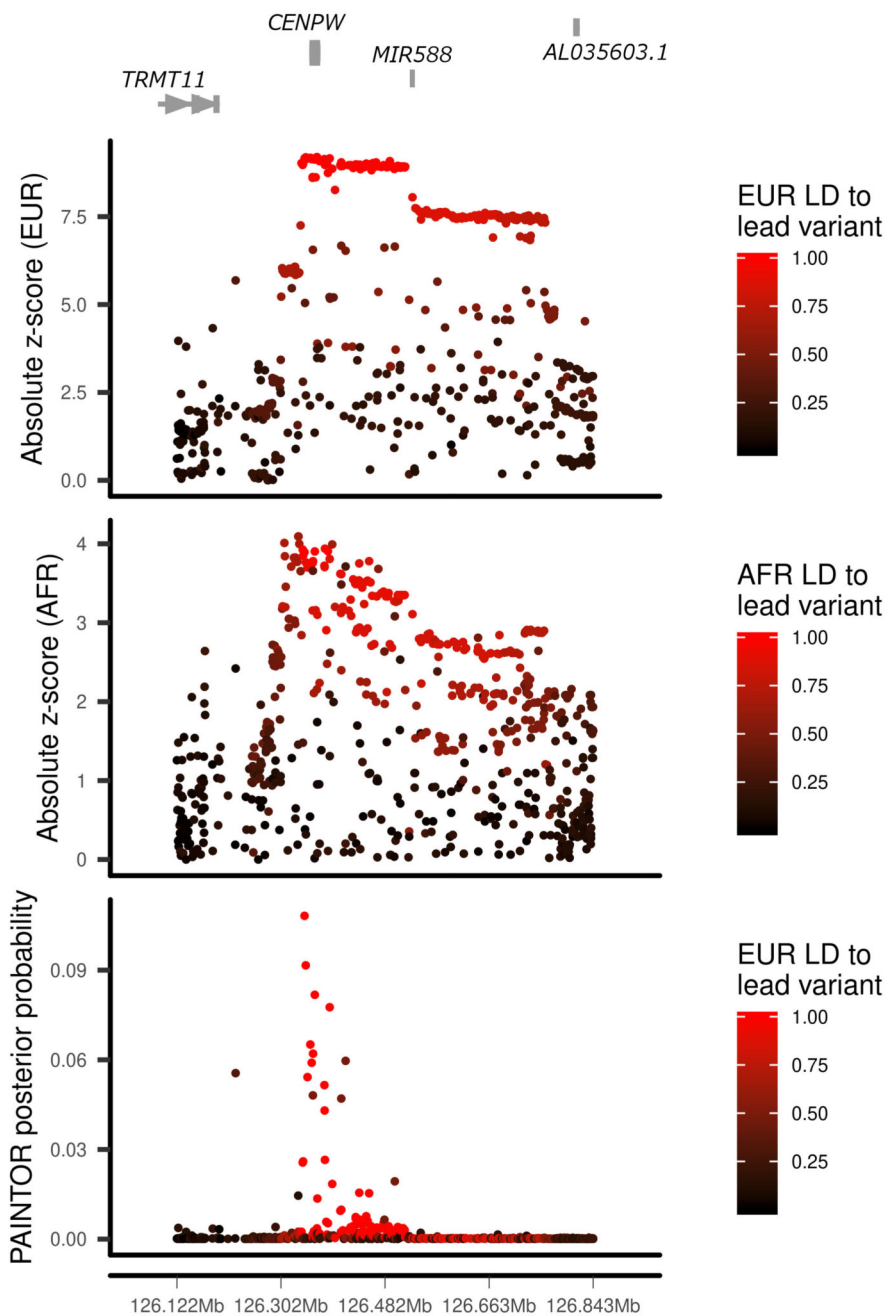 CENPW
MIR588
AL035603.1
TRMT11
Absolute z-score (EUR)
7.5
5.0
2.5
0.0
EUR LD to
lead variant
1.00
0.75
0.50
0.25
Absolute z-score (AFR)
4
3
2
1
0
AFR LD to
lead variant
1.00
0.75
0.50
0.25
PAINTOR posterior probability
0.09
0.06
0.03
0.00
EUR LD to
lead variant
1.00
0.75
0.50
0.25
126.122Mb 126.302Mb 126.482Mb 126.663Mb 126.843Mb